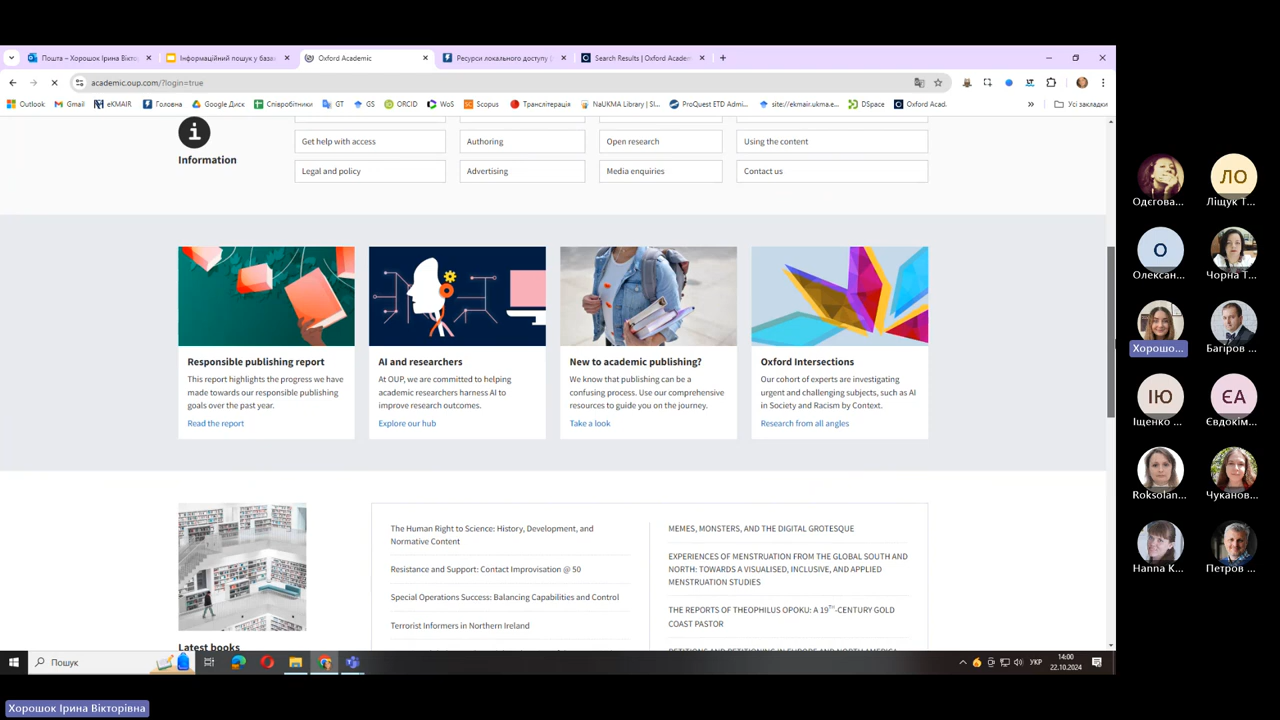 Пошта – Хорошок Ірина Вікто
Інформаційний пошук у база
Oxford Academic
Ресурси локального доступу (
Search Results | Oxford Academ
academic.oup.com/?login=true
Outlook
Gmail
eKMAIR
Головна
Google Диск
Співробітники
GT
GS
ORCID
WoS
Scopus
Транслітерація
NaUKMA Library | Sl...
ProQuest ETD Admi...
site://ekmair.ukma.e...
DSpace
Oxford Acad.
»
Усі закладки
Information
Get help with access
Authoring
Open research
Using the content
Legal and policy
Advertising
Media enquiries
Contact us
Responsible publishing report
This report highlights the progress we have
made towards our responsible publishing
goals over the past year.
Read the report
AI and researchers
At OUP, we are committed to helping
academic researchers harness AI to
improve research outcomes.
Explore our hub
New to academic publishing?
We know that publishing can be a
confusing process. Use our comprehensive
resources to guide you on the journey.
Take a look
Oxford Intersections
Our cohort of experts are investigating
urgent and challenging subjects, such as AI
in Society and Racism by Context.
Research from all angles
Latest books
The Human Right to Science: History, Development, and
Normative Content
Resistance and Support: Contact Improvisation @ 50
Special Operations Success: Balancing Capabilities and Control
Terrorist Informers in Northern Ireland
MEMES, MONSTERS, AND THE DIGITAL GROTESQUE
EXPERIENCES OF MENSTRUATION FROM THE GLOBAL SOUTH AND
NORTH: TOWARDS A VISUALISED, INCLUSIVE, AND APPLIED
MENSTRUATION STUDIES
THE REPORTS OF THEOPHILUS OPOKU: A 19TH-CENTURY GOLD
COAST PASTOR
Пошук
УКР
14:00
22.10.2024
Одєгова...
ЛО
Ліщук Т...
О
Олексан...
Чорна Т...
Хорошо...
Багіров ...
ІЮ
Іщенко ...
ЄА
Євдокім...
Roksolan...
Чуканов...
Hanna K...
Петров ...
Хорошок Ірина Вікторівна